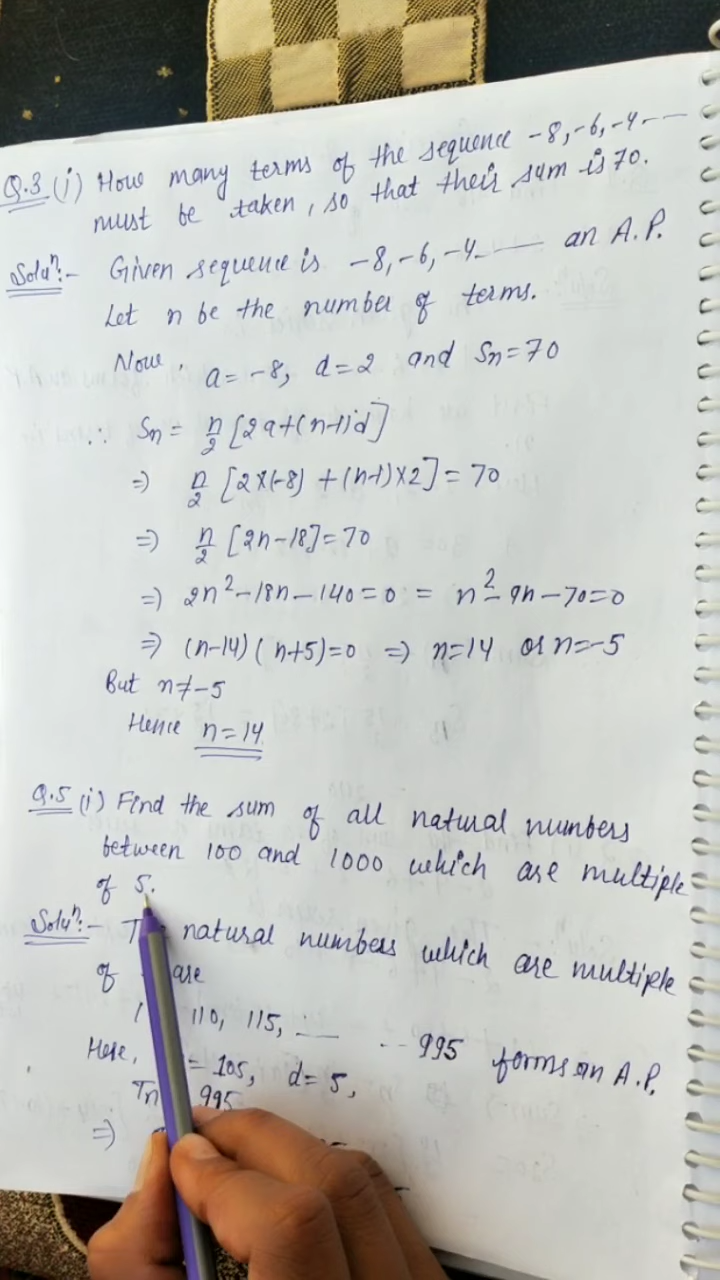 Q.3 (i) How many terms of the sequence -8, -6, -4 ----
must be taken, so that their sum is 70.
Soluⁿ:- Given sequence is -8, -6, -4 ---- an A.P.
Let n be the number of terms.
Now, a = -8, d = 2 and Sn = 70
∴ Sn = n/2 [2a+(n-1)d]
⇒ n/2 [2×(-8) + (n-1)×2] = 70
⇒ n/2 [2n-18] = 70
⇒ 2n² - 18n - 140 = 0 = n² - 9n - 70 = 0
⇒ (n-14) (n+5) = 0 ⇒ n=14 or n=-5
But n ≠ -5
Hence n = 14
Q.5 (i) Find the sum of all natural numbers
between 100 and 1000 which are multiple
of 5.
Soluⁿ:- natural numbers which are multiple
of are
110, 115, ---- 995 forms an A.P.
Here, = 105, d = 5,
Tn 995
⇒